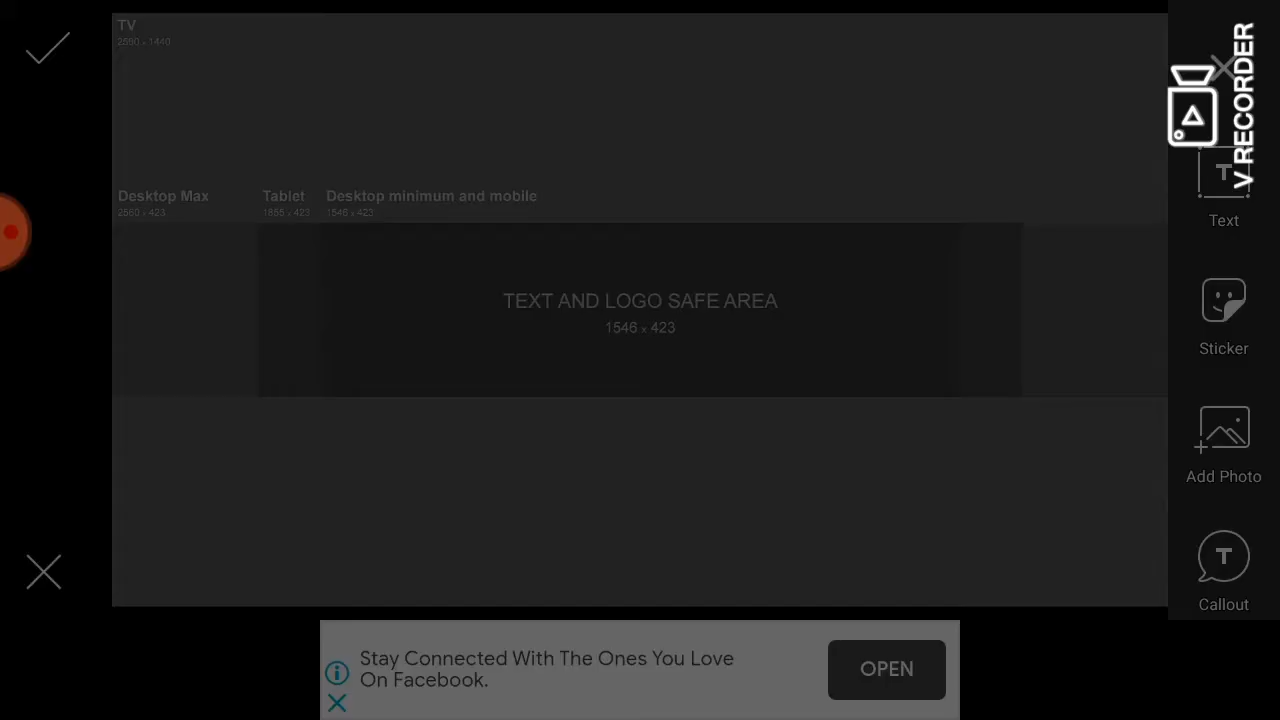 TV
2560 x 1440
V RECORDER
Desktop Max
2560 x 423
Tablet
1855 x 423
Desktop minimum and mobile
1546 x 423
TEXT AND LOGO SAFE AREA
1546 x 423
T
Text
Sticker
Add Photo
T
Callout
Stay Connected With The Ones You Love
On Facebook.
OPEN